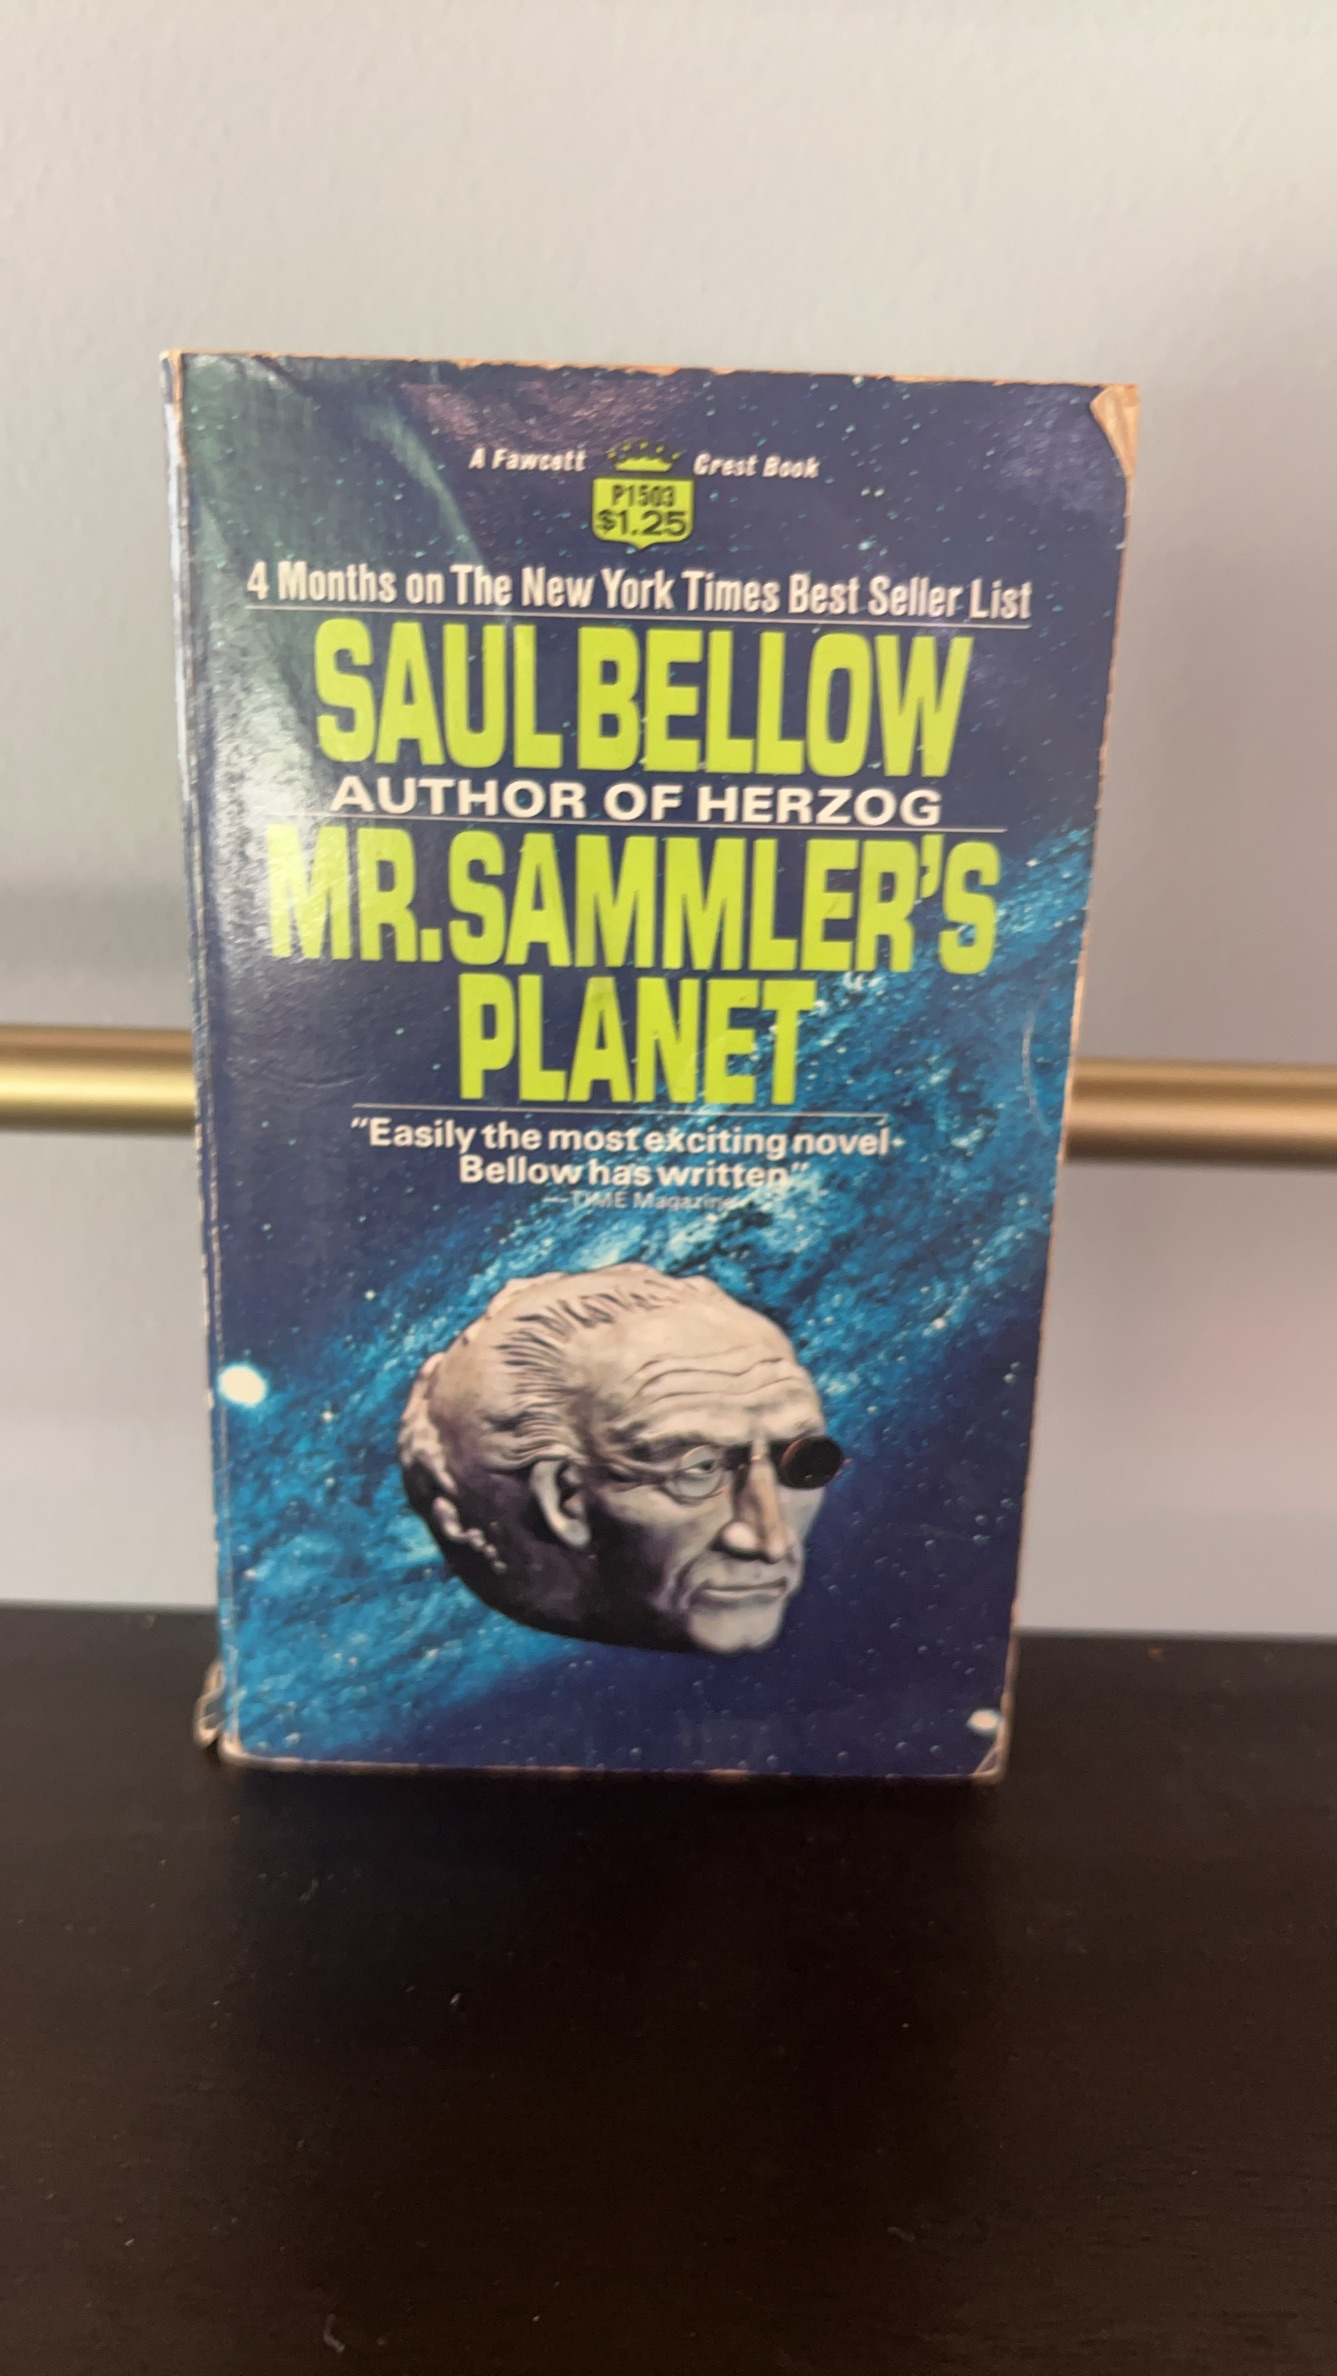 A Fawcett Crest Book
P1503
$1.25
4 Months on The New York Times Best Seller List
SAUL BELLOW
AUTHOR OF HERZOG
MR. SAMMLER'S
PLANET
"Easily the most exciting novel
Bellow has written"
—TIME Magazine